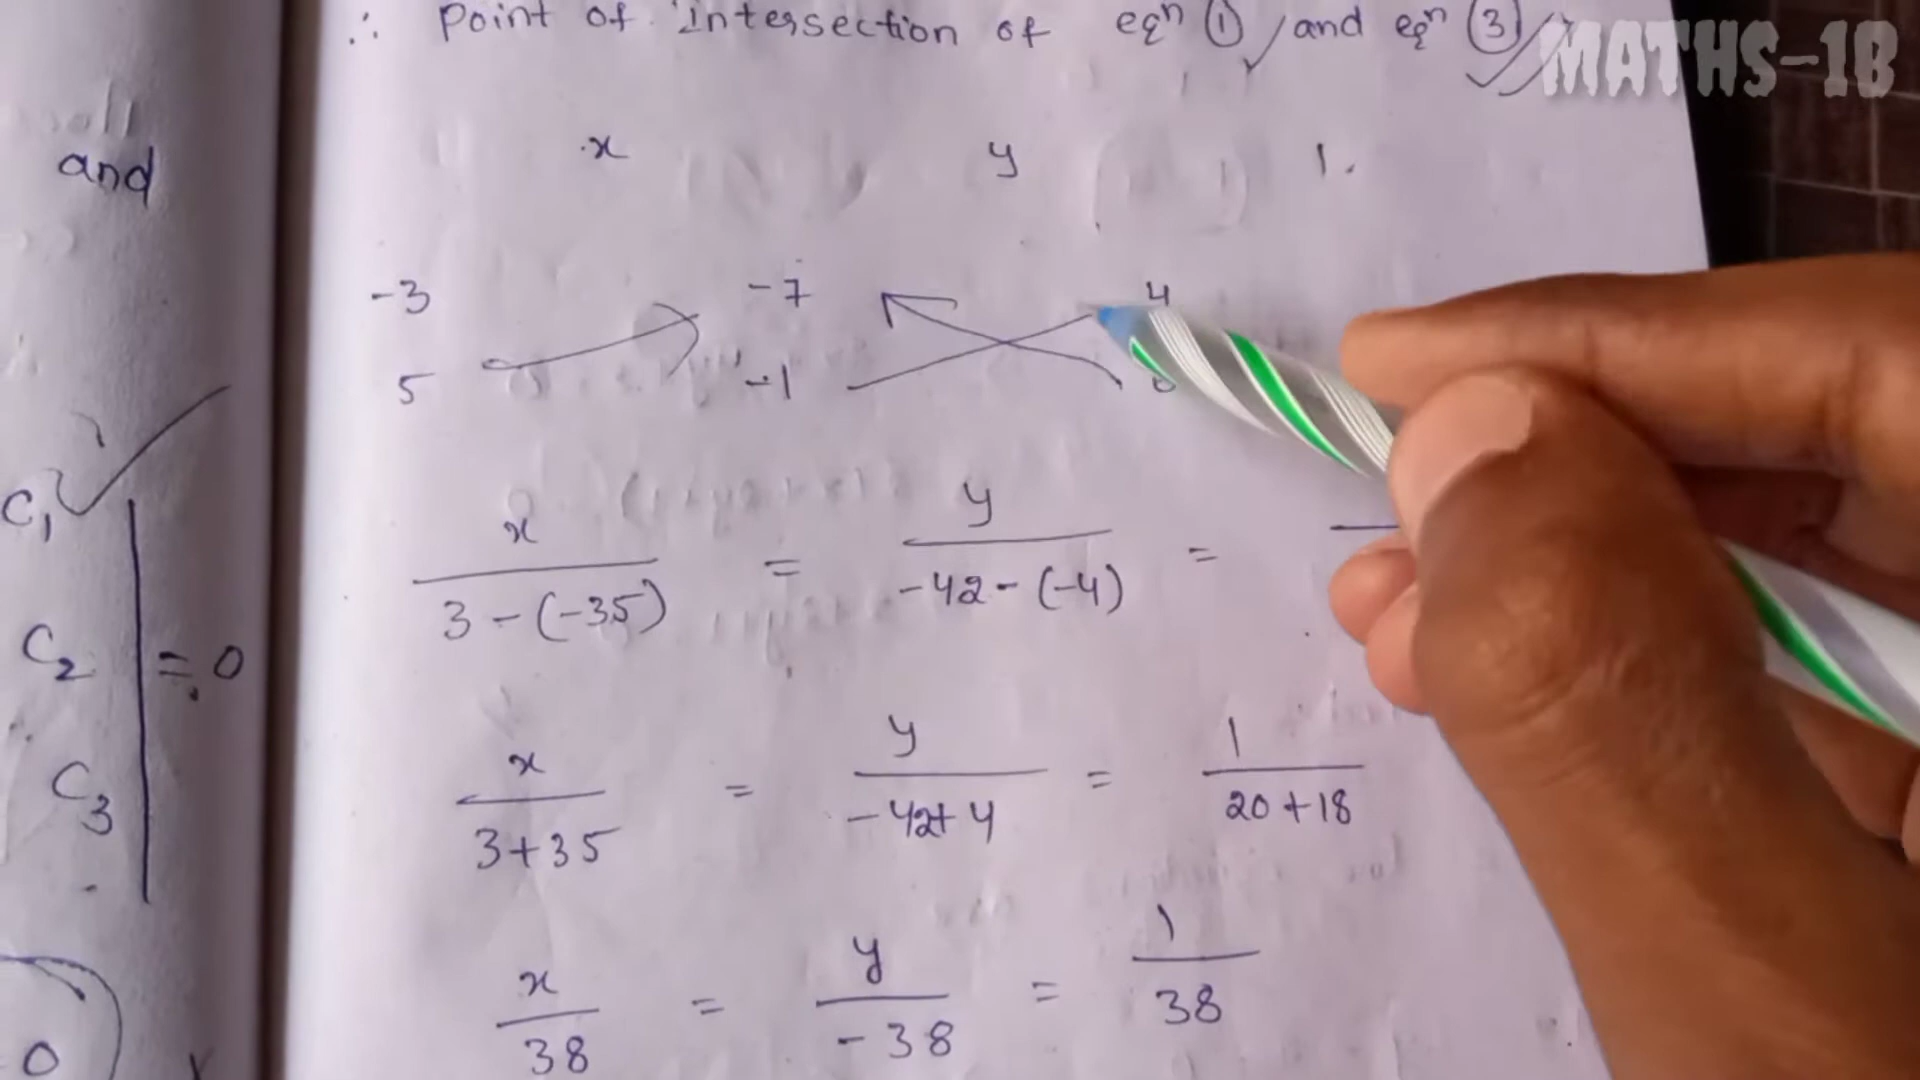 ∴ Point of intersection of eqⁿ ① and eqⁿ ③
MATHS-1B
and
x y 1
-3 -7 4
5 -1
C₁
x/(3-(-35)) = y/(-42-(-4)) =
C₂ = 0
x/(3+35) = y/(-42+4) = 1/(20+18)
C₃
x/38 = y/-38 = 1/38
0